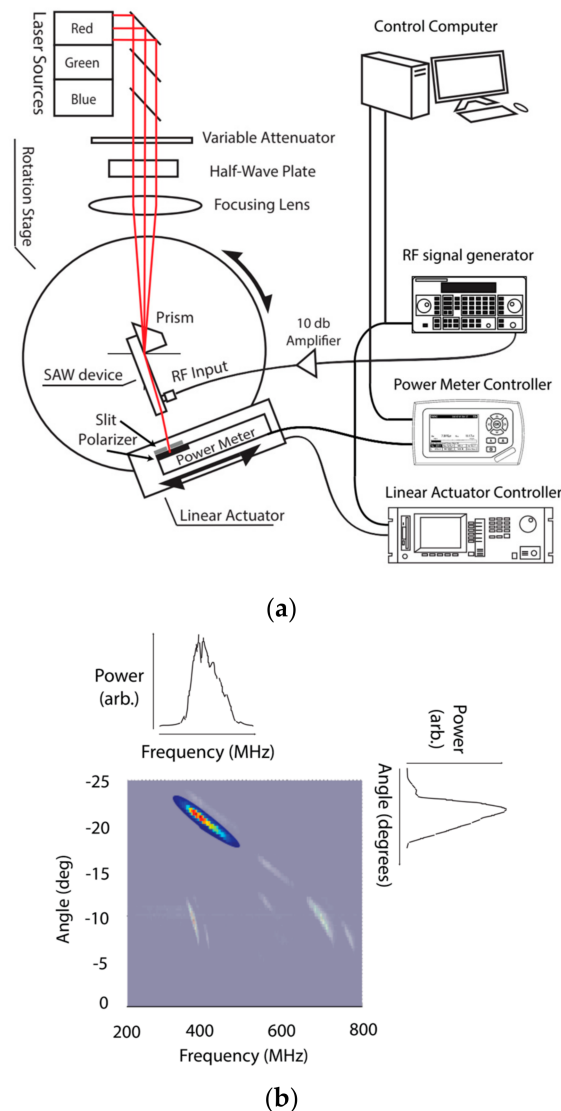 Laser Sources
Red
Green
Blue
Control Computer
Variable Attenuator
Half-Wave Plate
Focusing Lens
Rotation Stage
RF signal generator
Prism
10 db
Amplifier
SAW device
RF Input
Power Meter Controller
Slit
Polarizer
Power Meter
Linear Actuator
Linear Actuator Controller
(a)
Power
(arb.)
Frequency (MHz)
Power
(arb.)
Angle (degrees)
-25
-20
-15
-10
-5
0
Angle (deg)
200
400
600
800
Frequency (MHz)
(b)